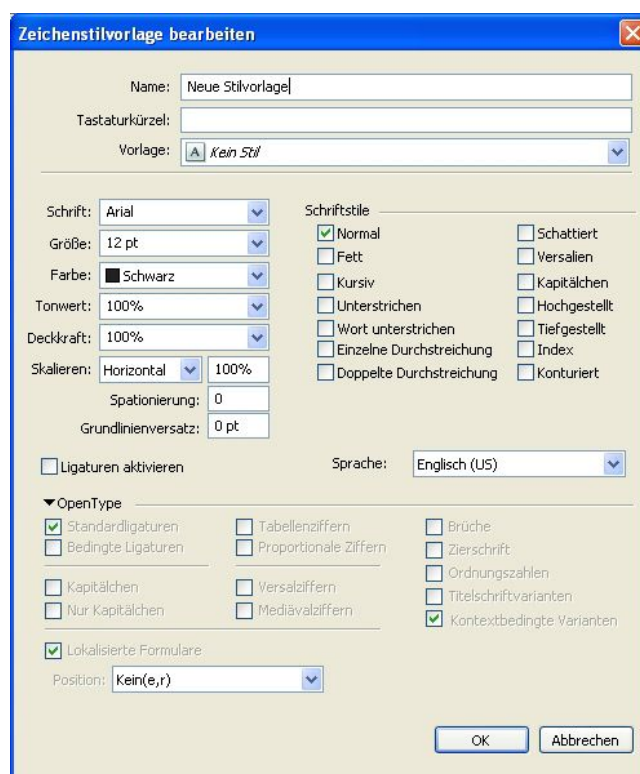 Zeichenstilvorlage bearbeiten
Name: Neue Stilvorlage
Tastaturkürzel:
Vorlage: A Kein Stil
Schrift: Arial
Größe: 12 pt
Farbe: Schwarz
Tonwert: 100%
Deckkraft: 100%
Skalieren: Horizontal 100%
Spationierung: 0
Grundlinienversatz: 0 pt
Schriftstile
Normal
Fett
Kursiv
Unterstrichen
Wort unterstrichen
Einzelne Durchstreichung
Doppelte Durchstreichung
Schattiert
Versalien
Kapitälchen
Hochgestellt
Tiefgestellt
Index
Konturiert
Ligaturen aktivieren
Sprache: Englisch (US)
OpenType
Standardligaturen
Bedingte Ligaturen
Kapitälchen
Nur Kapitälchen
Tabellenziffern
Proportionale Ziffern
Versalziffern
Mediävalziffern
Brüche
Zierschrift
Ordnungszahlen
Titelschriftvarianten
Kontextbedingte Varianten
Lokalisierte Formulare
Position: Kein(e,r)
OK Abbrechen